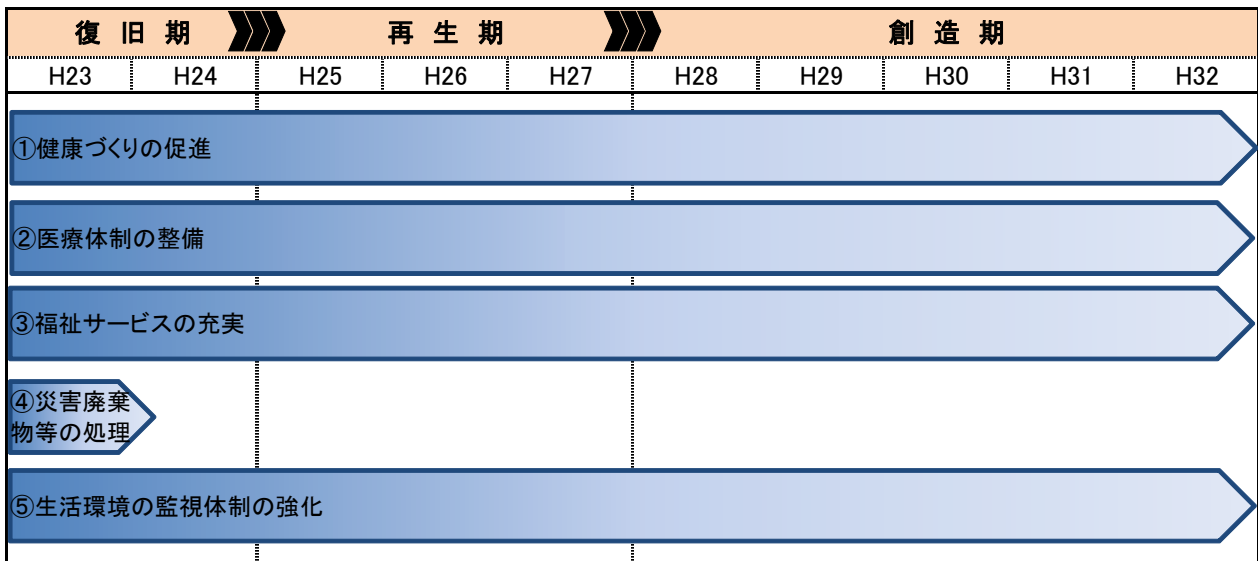 復旧期 再生期 創造期
H23 H24 H25 H26 H27 H28 H29 H30 H31 H32
①健康づくりの促進
②医療体制の整備
③福祉サービスの充実
④災害廃棄
物等の処理
⑤生活環境の監視体制の強化